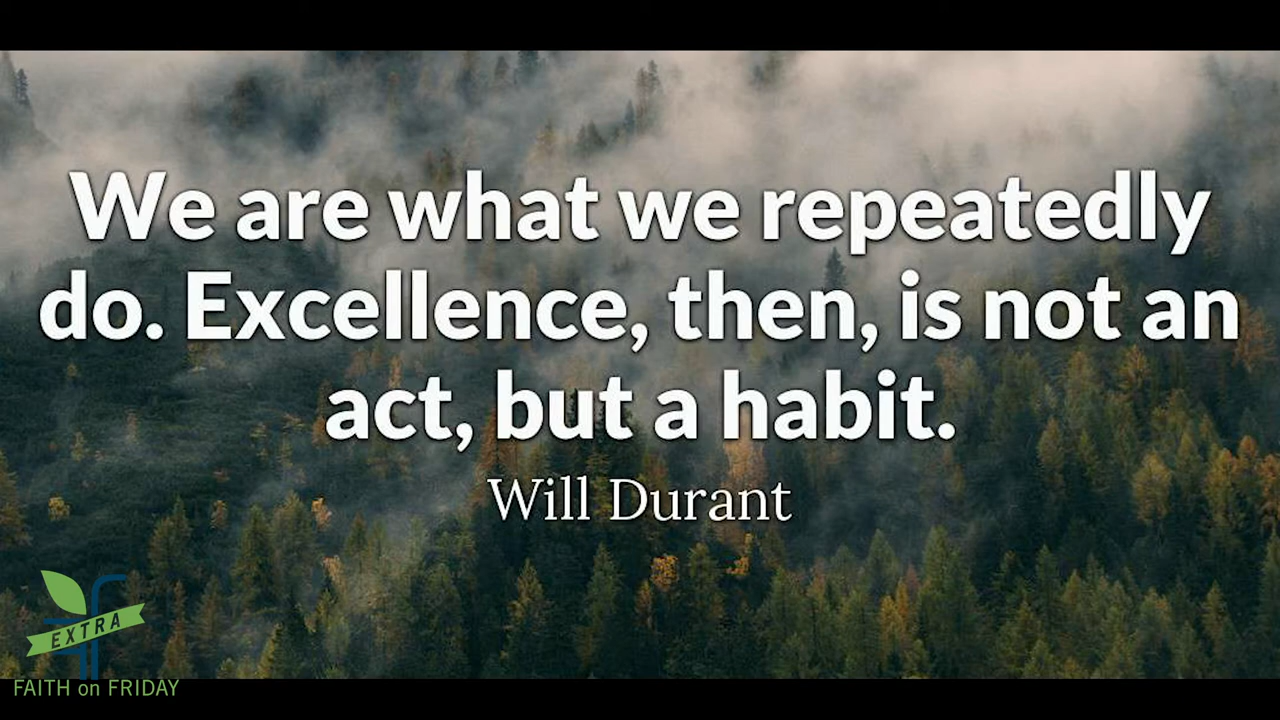 We are what we repeatedly
do. Excellence, then, is not an
act, but a habit.
Will Durant
EXTRA
FAITH on FRIDAY